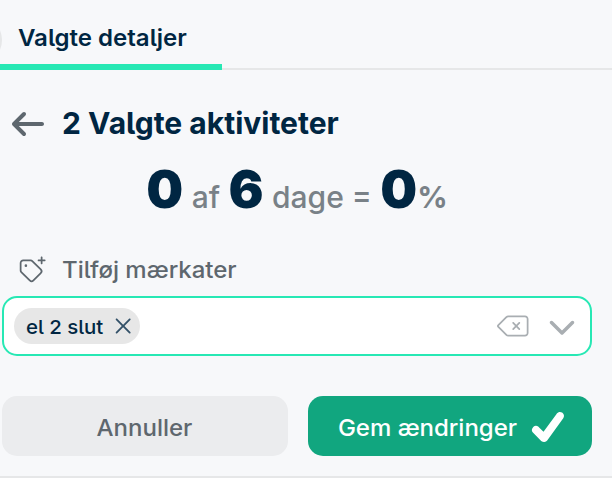 Valgte detaljer
2 Valgte aktiviteter
0 af 6 dage = 0%
Tilføj mærkater
el 2 slut
Annuller
Gem ændringer